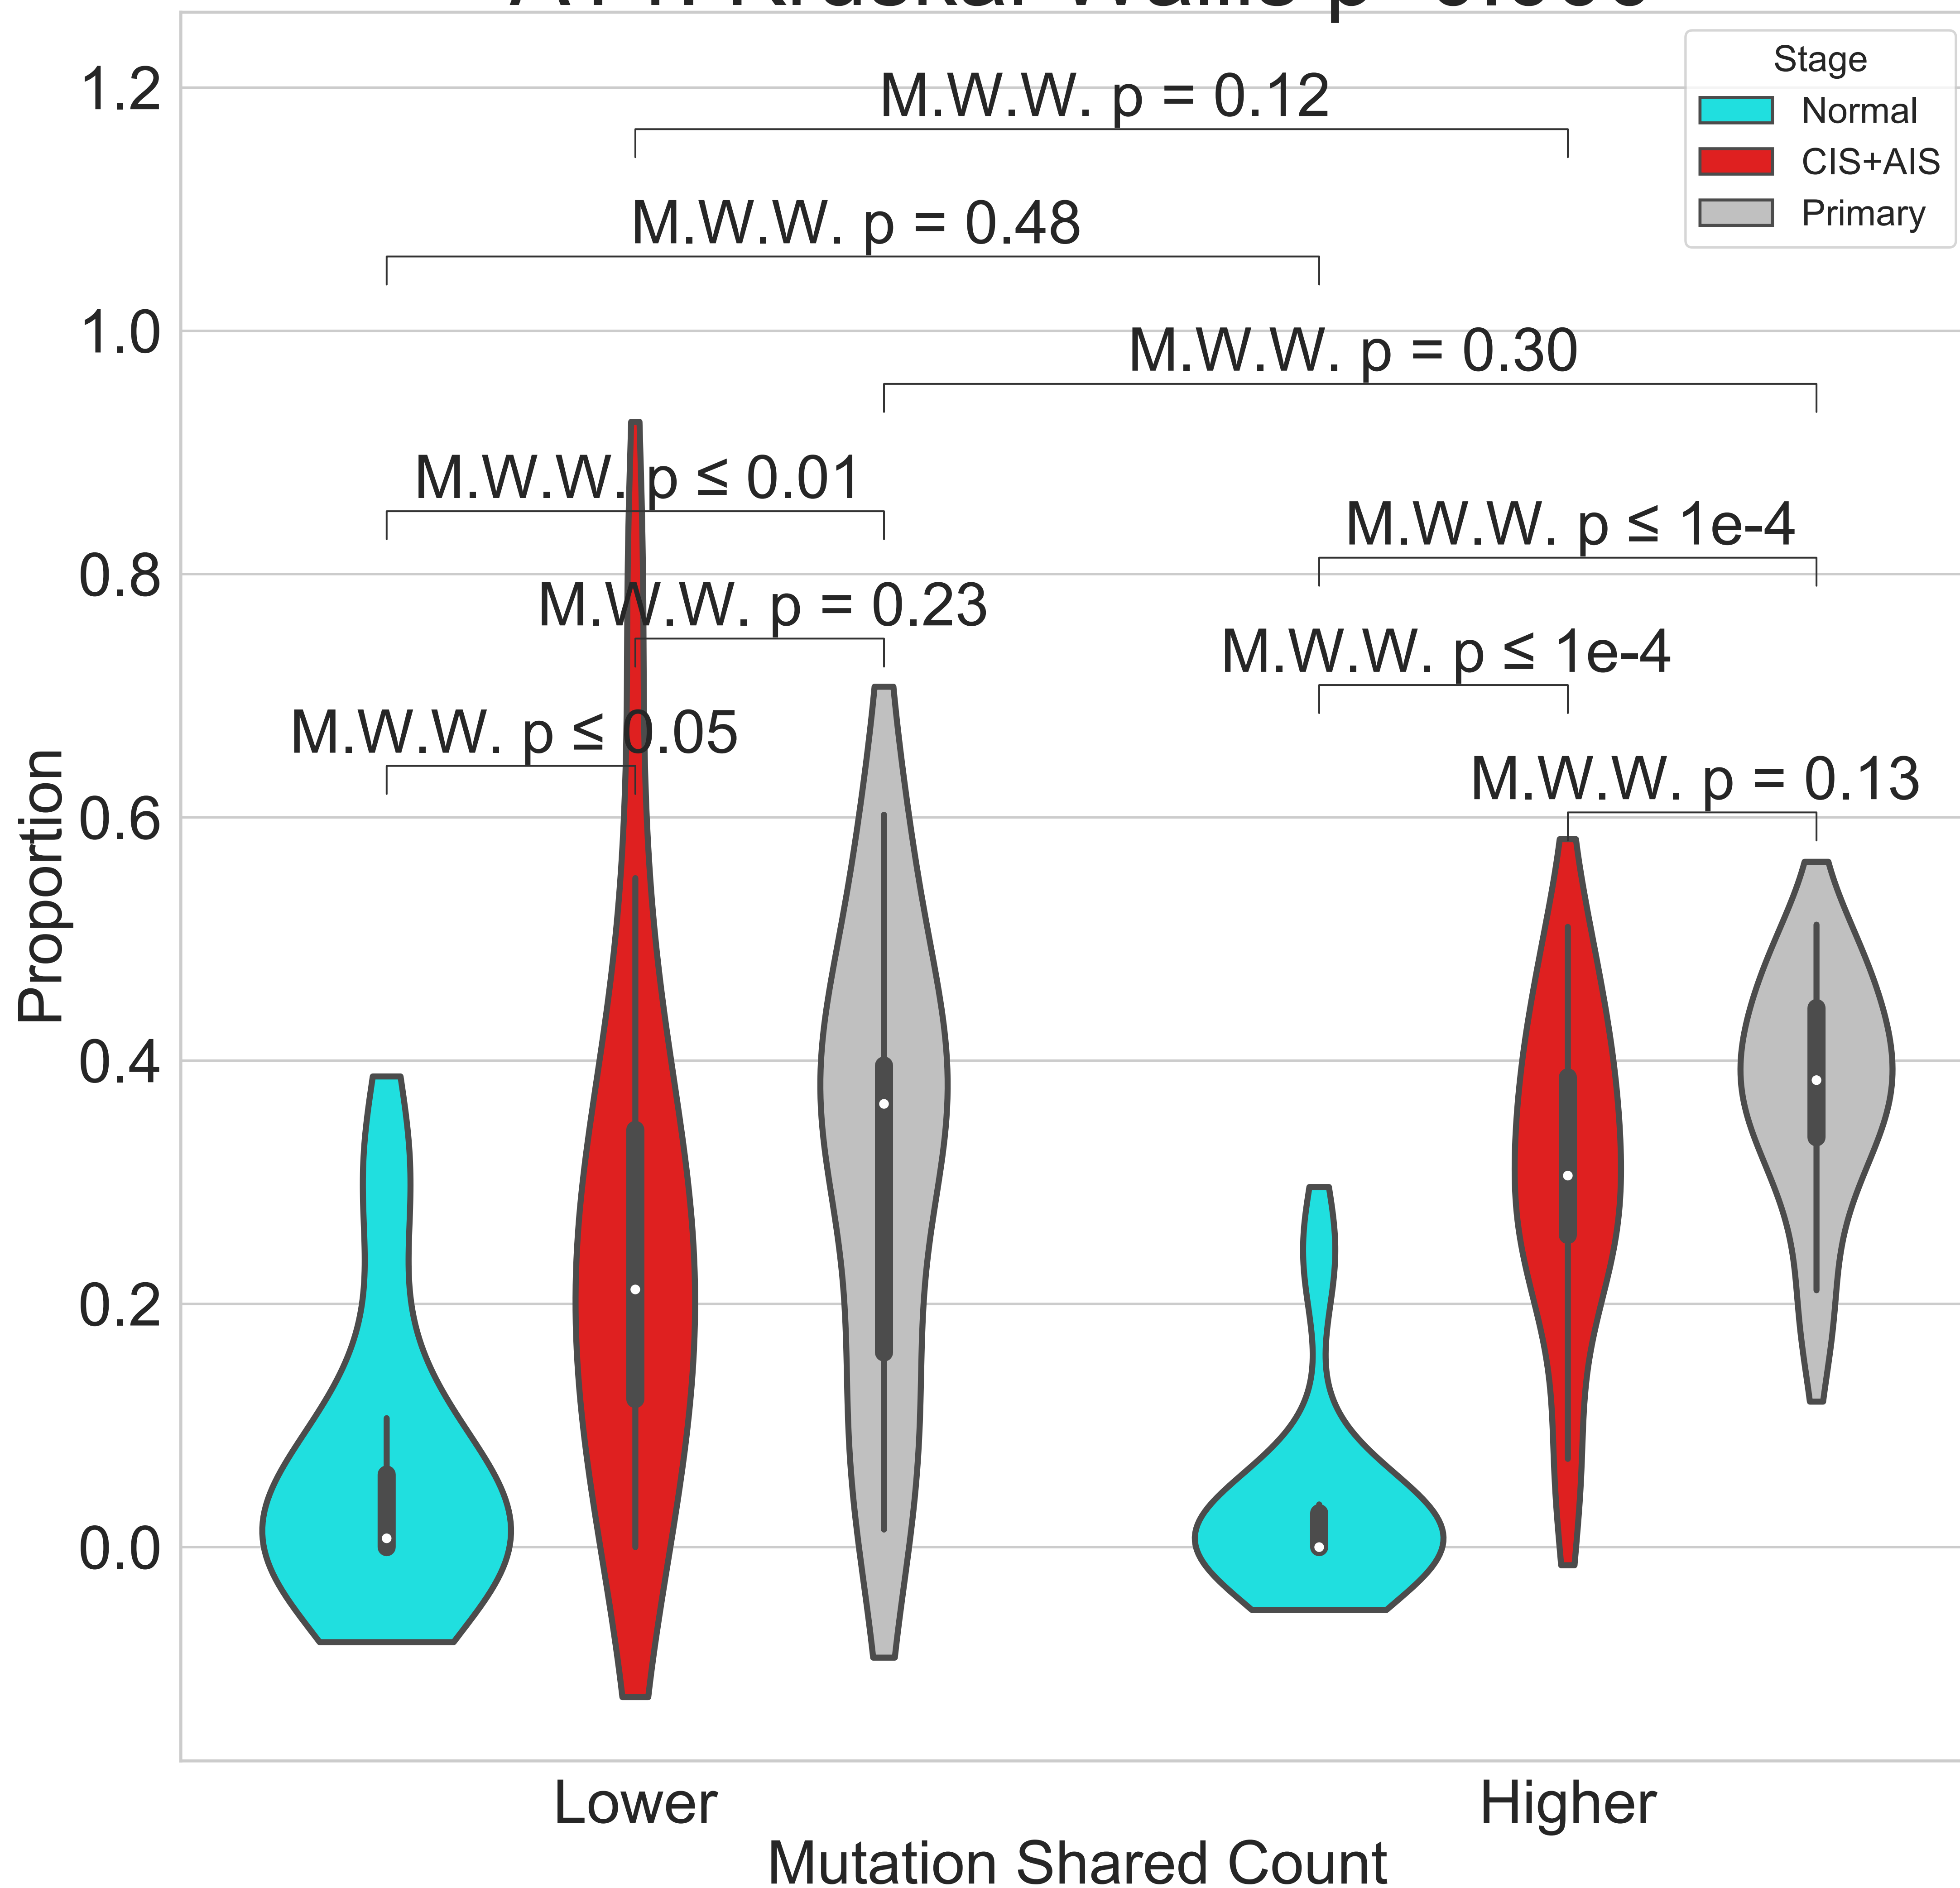 Stage
Normal
CIS+AIS
Primary
1.2
1.0
0.8
0.6
0.4
0.2
0.0
Proportion
M.W.W. p = 0.12
M.W.W. p = 0.48
M.W.W. p = 0.30
M.W.W. p ≤ 0.01
M.W.W. p ≤ 1e-4
M.W.W. p = 0.23
M.W.W. p ≤ 1e-4
M.W.W. p ≤ 0.05
M.W.W. p = 0.13
Lower
Higher
Mutation Shared Count